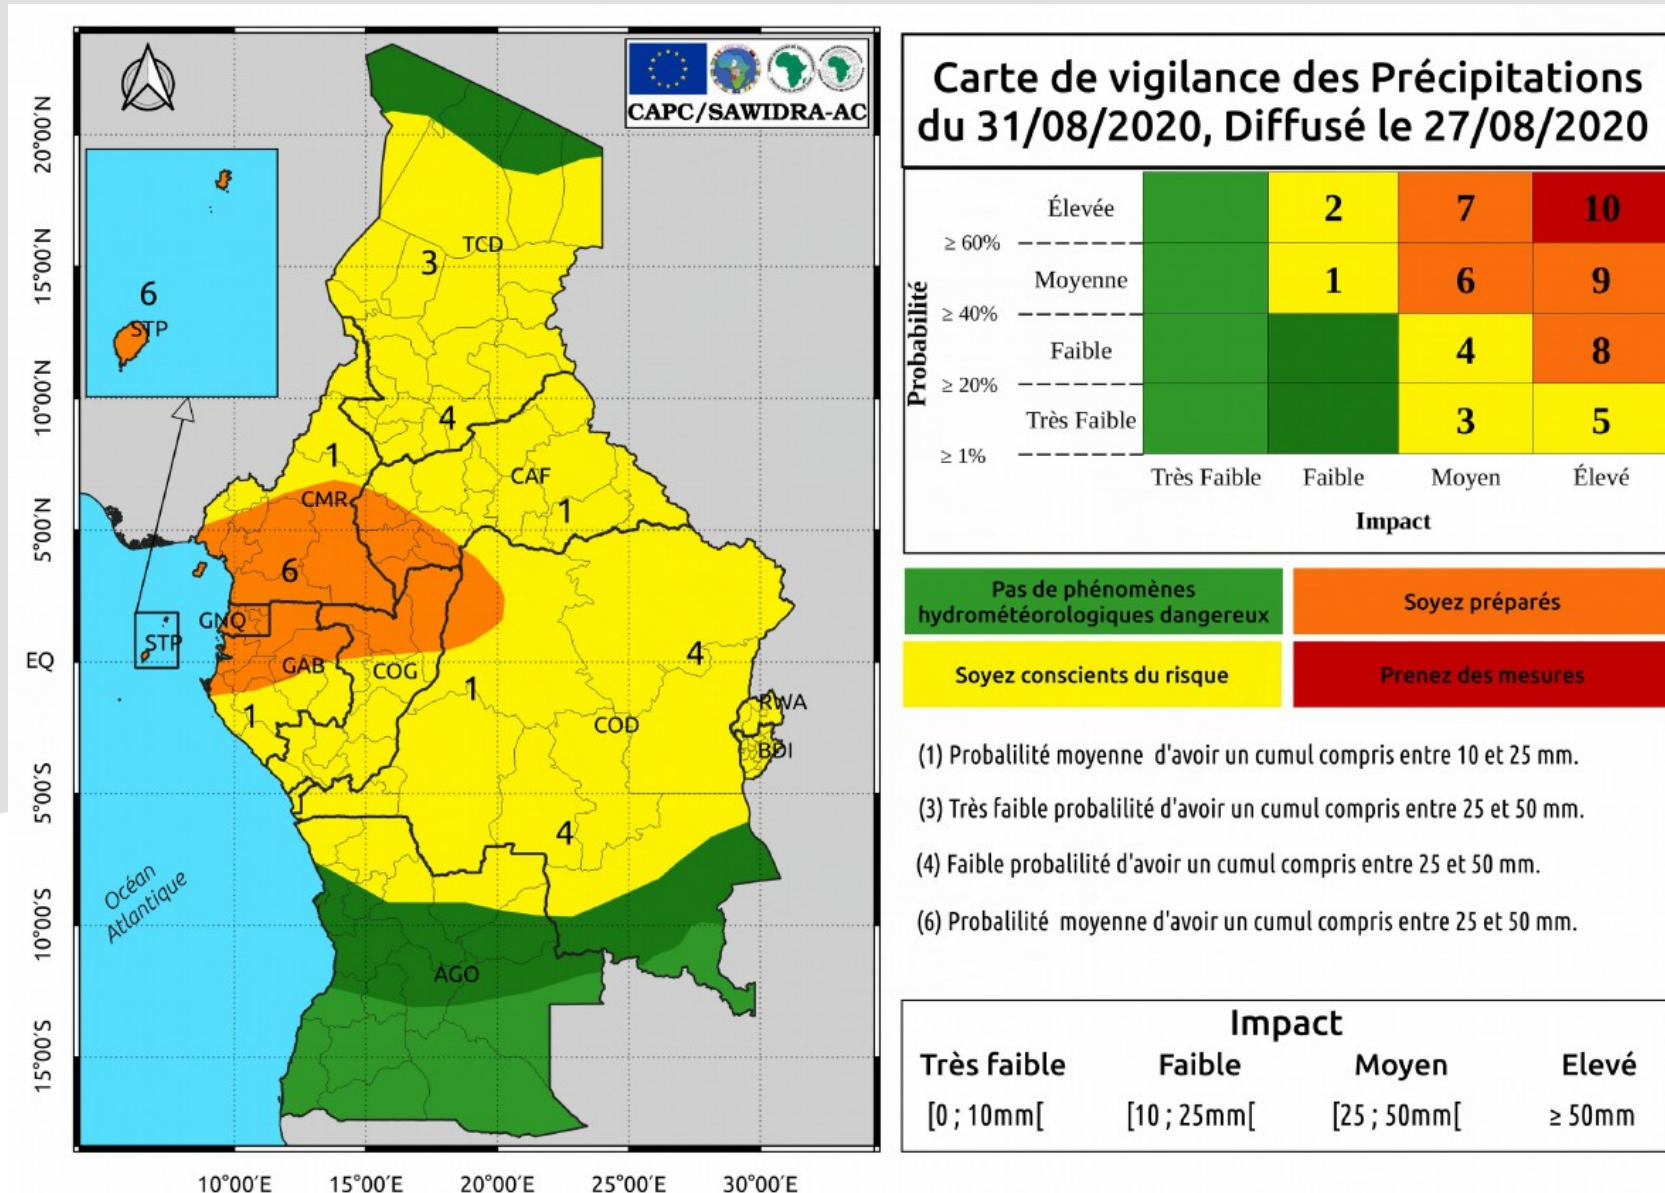 CAPC/SAWIDRA-AC
20°00′N
15°00′N
10°00′N
5°00′N
EQ
5°00′S
10°00′S
15°00′S
10°00′E
15°00′E
20°00′E
25°00′E
30°00′E
6
STP
TCD
3
4
1
CAF
CMR
1
6
GNQ
STP
GAB
COG
4
1
1
RWA
COD
BDI
4
Océan
Atlantique
AGO
Carte de vigilance des Précipitations
du 31/08/2020, Diffusé le 27/08/2020
Probabilité
Élevée
2
7
10
≥ 60%
Moyenne
1
6
9
≥ 40%
Faible
4
8
≥ 20%
Très Faible
3
5
≥ 1%
Très Faible
Faible
Moyen
Élevé
Impact
Pas de phénomènes
hydrométéorologiques dangereux
Soyez préparés
Soyez conscients du risque
Prenez des mesures
(1) Probalilité moyenne d'avoir un cumul compris entre 10 et 25 mm.
(3) Très faible probalilité d'avoir un cumul compris entre 25 et 50 mm.
(4) Faible probalilité d'avoir un cumul compris entre 25 et 50 mm.
(6) Probalilité moyenne d'avoir un cumul compris entre 25 et 50 mm.
Impact
Très faible
Faible
Moyen
Elevé
[0 ; 10mm[
[10 ; 25mm[
[25 ; 50mm[
≥ 50mm